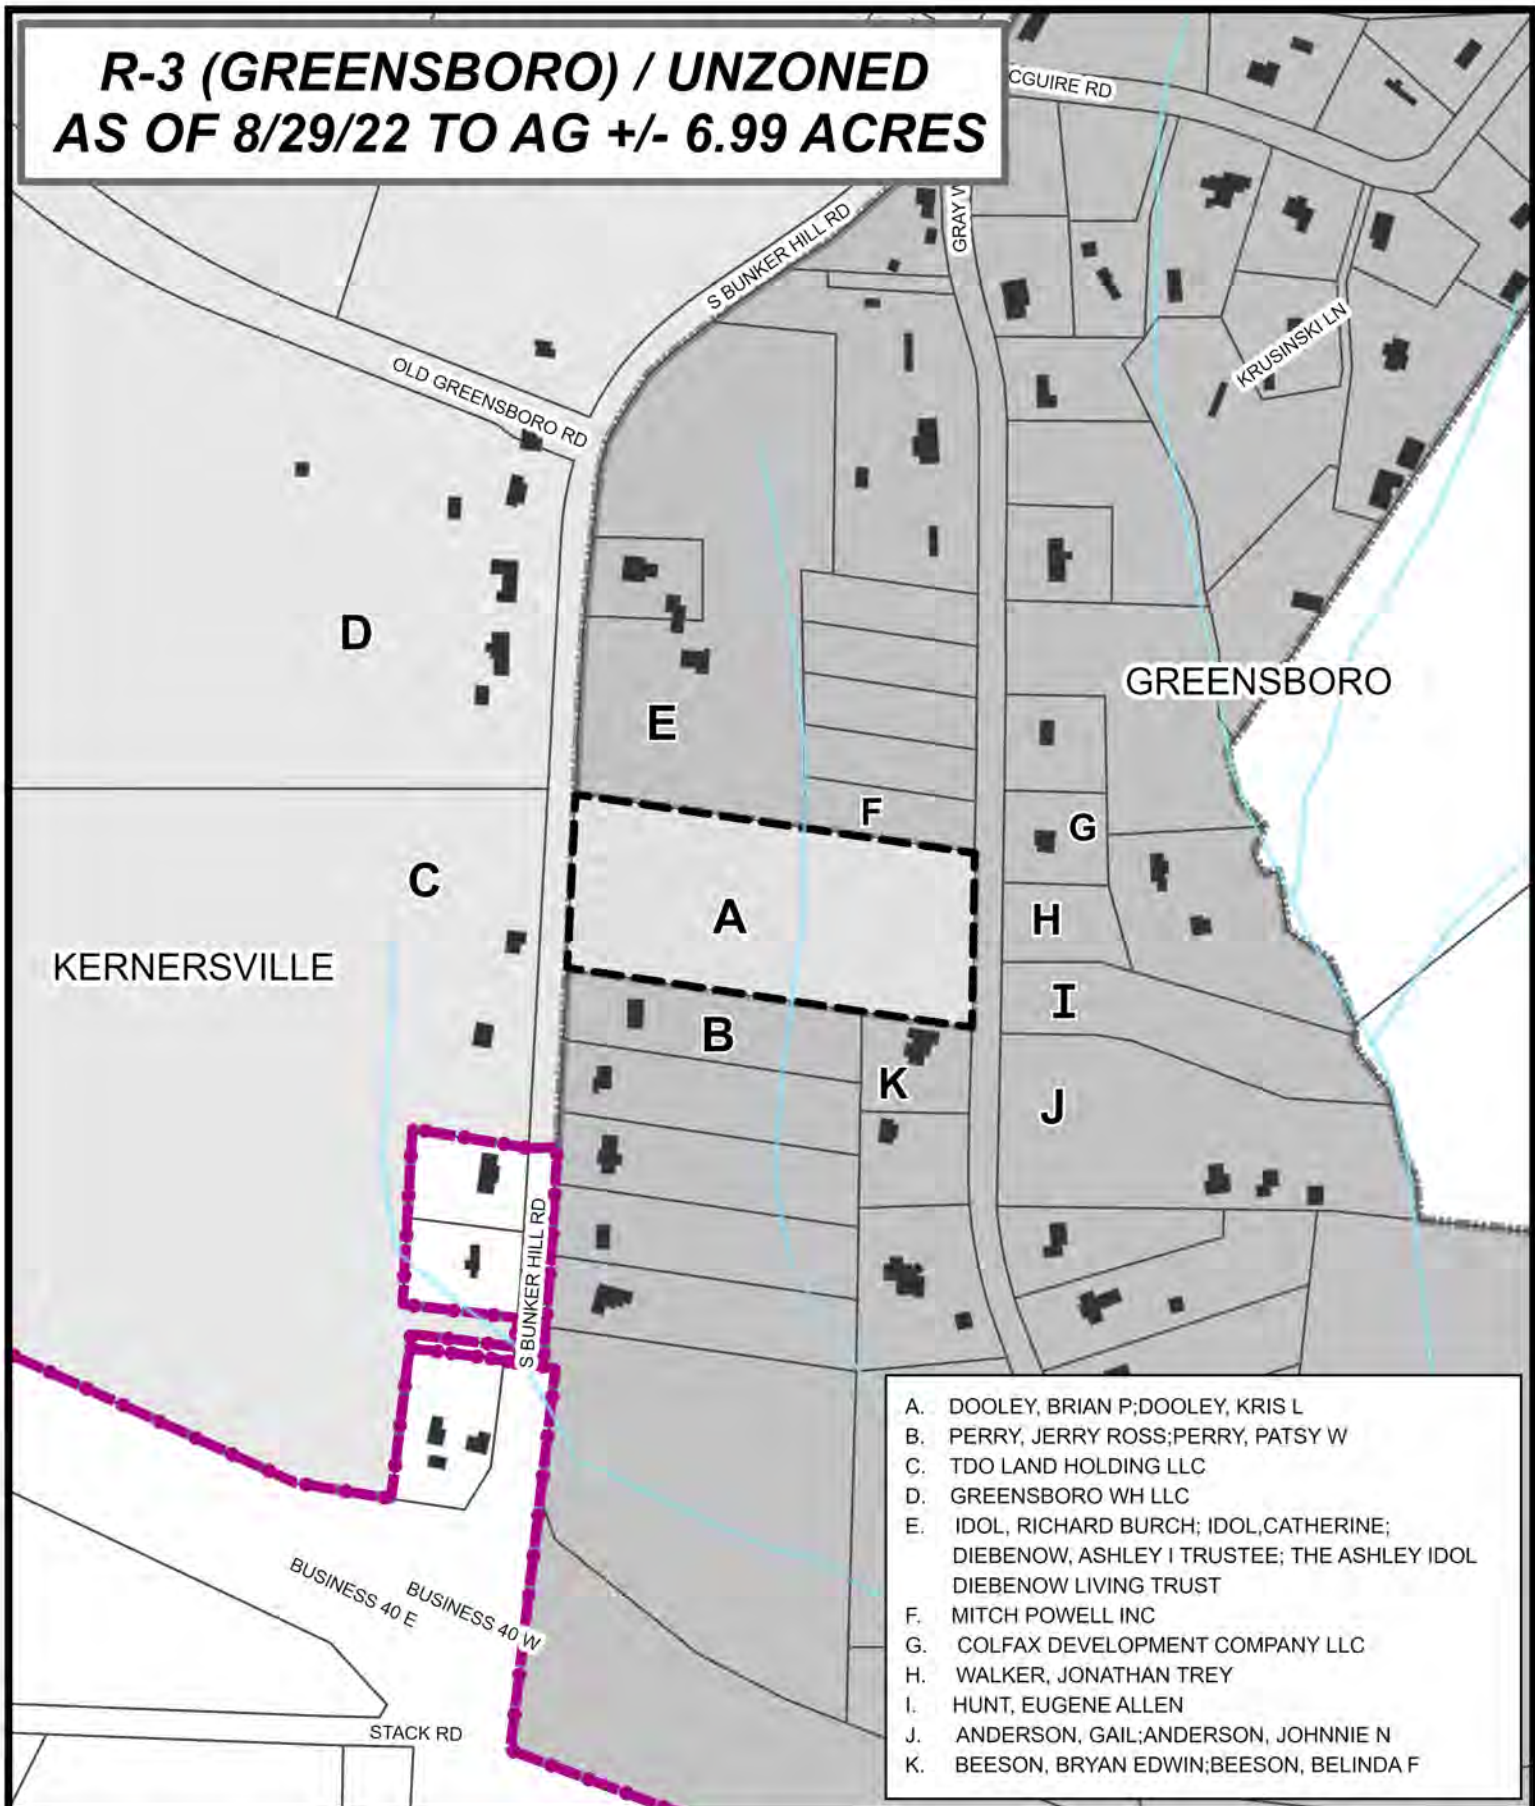 R-3 (GREENSBORO) / UNZONED
AS OF 8/29/22 TO AG +/- 6.99 ACRES
CGUIRE RD
GRAY W
S BUNKER HILL RD
KRUSINSKI LN
OLD GREENSBORO RD
D
E
GREENSBORO
F
G
C
A
H
KERNERSVILLE
I
B
K
J
S BUNKER HILL RD
BUSINESS 40 E
BUSINESS 40 W
STACK RD
A. DOOLEY, BRIAN P;DOOLEY, KRIS L
B. PERRY, JERRY ROSS;PERRY, PATSY W
C. TDO LAND HOLDING LLC
D. GREENSBORO WH LLC
E. IDOL, RICHARD BURCH; IDOL,CATHERINE;
DIEBENOW, ASHLEY I TRUSTEE; THE ASHLEY IDOL
DIEBENOW LIVING TRUST
F. MITCH POWELL INC
G. COLFAX DEVELOPMENT COMPANY LLC
H. WALKER, JONATHAN TREY
I. HUNT, EUGENE ALLEN
J. ANDERSON, GAIL;ANDERSON, JOHNNIE N
K. BEESON, BRYAN EDWIN;BEESON, BELINDA F